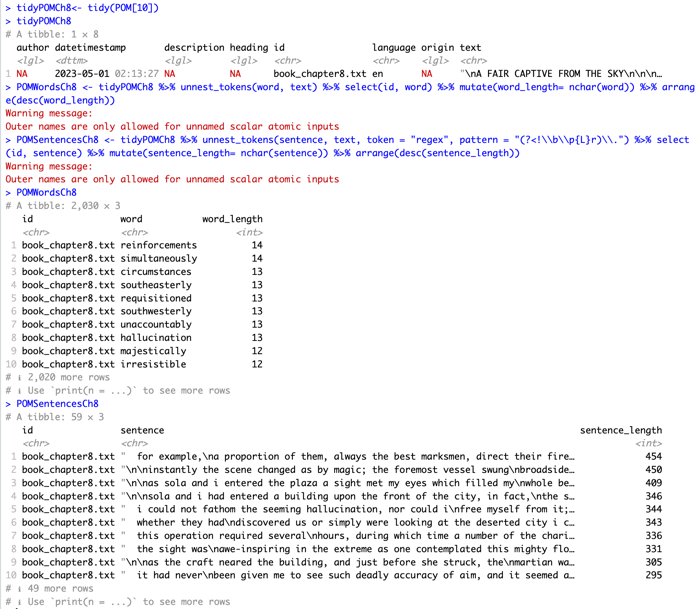 > tidyPOMCh8<- tidy(POM[10])
> tidyPOMCh8
# A tibble: 1 × 8
author datetimestamp description heading id language origin text
<lgl> <dttm> <lgl> <lgl> <chr> <chr> <lgl> <chr>
1 NA 2023-05-01 02:13:27 NA NA book_chapter8.txt en NA "\nA FAIR CAPTIVE FROM THE SKY\n\n\n…
> POMWordsCh8 <- tidyPOMCh8 %>% unnest_tokens(word, text) %>% select(id, word) %>% mutate(word_length= nchar(word)) %>% arrang
e(desc(word_length))
Warning message:
Outer names are only allowed for unnamed scalar atomic inputs
> POMSentencesCh8 <- tidyPOMCh8 %>% unnest_tokens(sentence, text, token = "regex", pattern = "(?<!\\b\\p{L}r)\\.") %>% select
(id, sentence) %>% mutate(sentence_length= nchar(sentence)) %>% arrange(desc(sentence_length))
Warning message:
Outer names are only allowed for unnamed scalar atomic inputs
> POMWordsCh8
# A tibble: 2,030 × 3
id word word_length
<chr> <chr> <int>
1 book_chapter8.txt reinforcements 14
2 book_chapter8.txt simultaneously 14
3 book_chapter8.txt circumstances 13
4 book_chapter8.txt southeasterly 13
5 book_chapter8.txt requisitioned 13
6 book_chapter8.txt southwesterly 13
7 book_chapter8.txt unaccountably 13
8 book_chapter8.txt hallucination 13
9 book_chapter8.txt majestically 12
10 book_chapter8.txt irresistible 12
# ℹ 2,020 more rows
# ℹ Use `print(n = ...)` to see more rows
> POMSentencesCh8
# A tibble: 59 × 3
id sentence sentence_length
<chr> <chr> <int>
1 book_chapter8.txt " for example,\na proportion of them, always the best marksmen, direct their fire… 454
2 book_chapter8.txt "\n\ninstantly the scene changed as by magic; the foremost vessel swung\nbroadside… 450
3 book_chapter8.txt "\n\nas sola and i entered the plaza a sight met my eyes which filled my\nwhole be… 409
4 book_chapter8.txt "\n\nsola and i had entered a building upon the front of the city, in fact,\nthe s… 346
5 book_chapter8.txt " i could not fathom the seeming hallucination, nor could i\nfree myself from it;… 344
6 book_chapter8.txt " whether they had\ndiscovered us or simply were looking at the deserted city i c… 343
7 book_chapter8.txt " this operation required several\nhours, during which time a number of the chari… 336
8 book_chapter8.txt " the sight was\nawe-inspiring in the extreme as one contemplated this mighty flo… 331
9 book_chapter8.txt "\n\nas the craft neared the building, and just before she struck, the\nmartian wa… 305
10 book_chapter8.txt " it had never\nbeen given me to see such deadly accuracy of aim, and it seemed a… 295
# ℹ 49 more rows
# ℹ Use `print(n = ...)` to see more rows